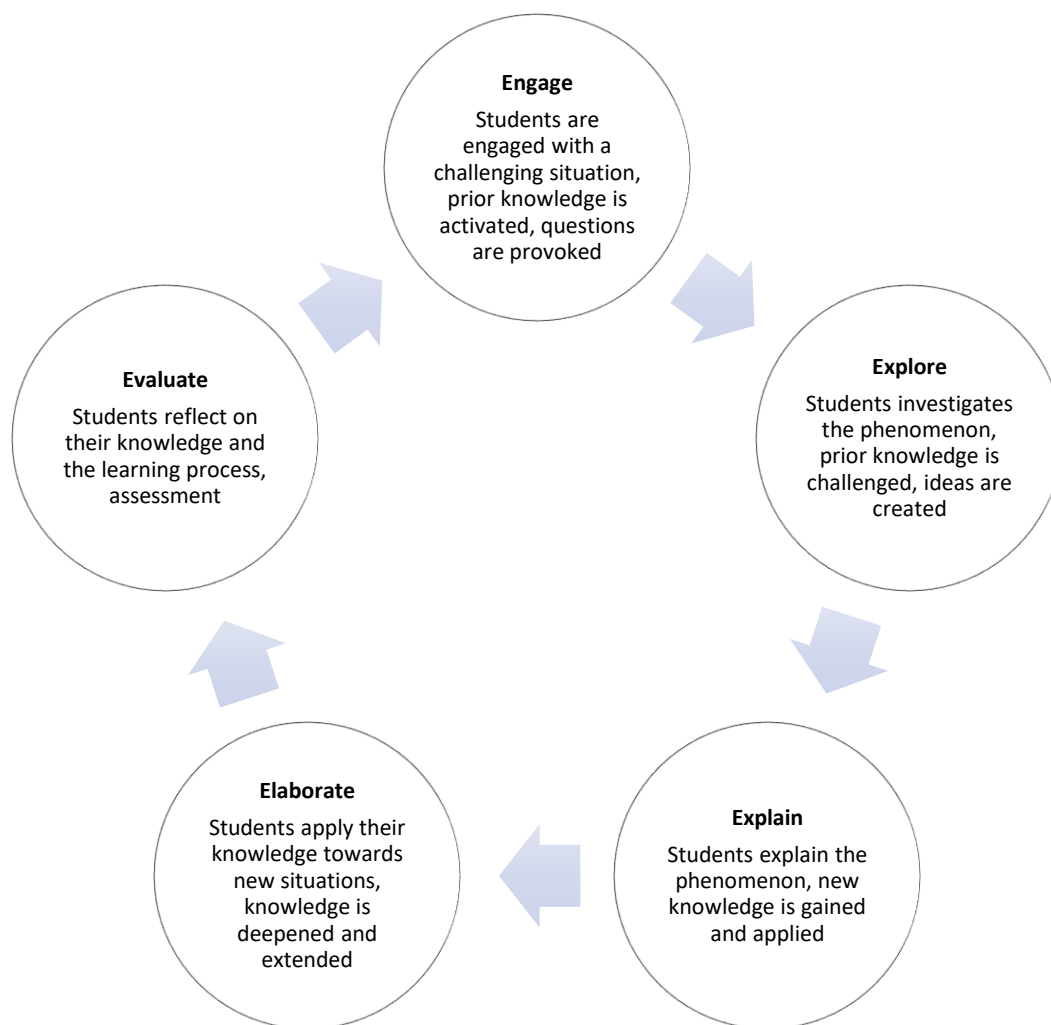 Engage
Students are
engaged with a
challenging situation,
prior knowledge is
activated, questions
are provoked
Explore
Students investigates
the phenomenon,
prior knowledge is
challenged, ideas are
created
Explain
Students explain the
phenomenon, new
knowledge is gained
and applied
Elaborate
Students apply their
knowledge towards
new situations,
knowledge is
deepened and
extended
Evaluate
Students reflect on
their knowledge and
the learning process,
assessment